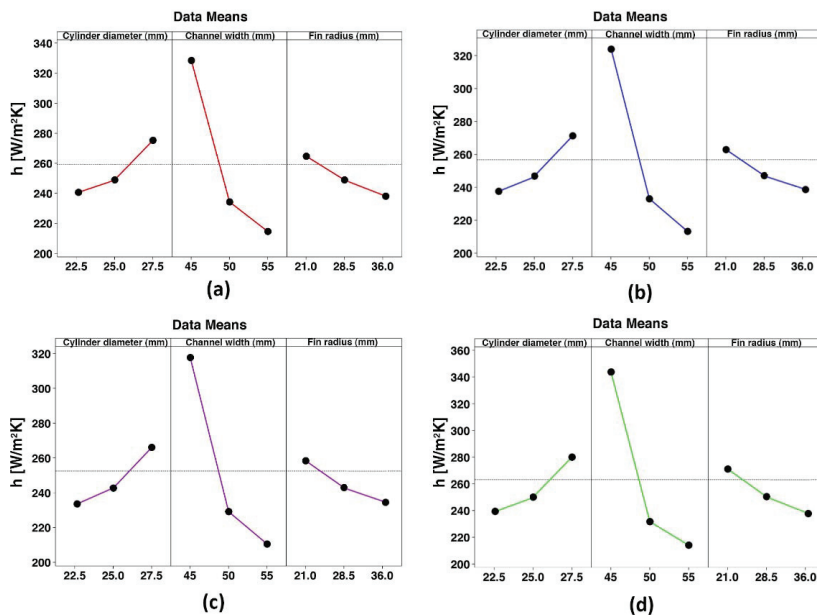 Data Means
Cylinder diameter (mm) Channel width (mm) Fin radius (mm)
h [W/m²K]
340
320
300
280
260
240
220
200
22.5 25.0 27.5 45 50 55 21.0 28.5 36.0
(a)
Data Means
Cylinder diameter (mm) Channel width (mm) Fin radius (mm)
h [W/m²K]
320
300
280
260
240
220
200
22.5 25.0 27.5 45 50 55 21.0 28.5 36.0
(b)
Data Means
Cylinder diameter (mm) Channel width (mm) Fin radius (mm)
h [W/m²K]
320
300
280
260
240
220
200
22.5 25.0 27.5 45 50 55 21.0 28.5 36.0
(c)
Data Means
Cylinder diameter (mm) Channel width (mm) Fin radius (mm)
h [W/m²K]
360
340
320
300
280
260
240
220
200
22.5 25.0 27.5 45 50 55 21.0 28.5 36.0
(d)